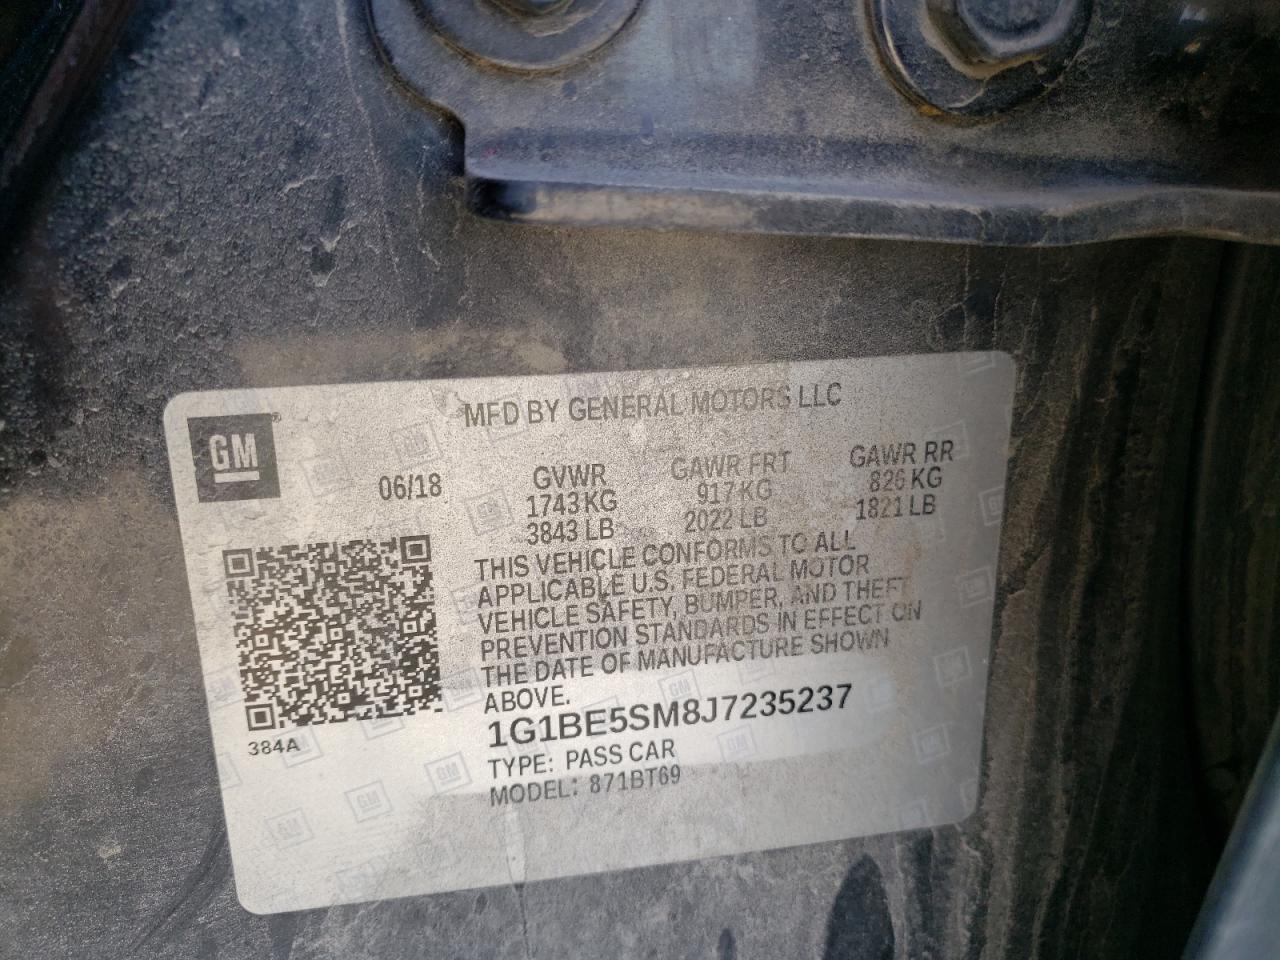 MFD BY GENERAL MOTORS LLC
GM
06/18
GVWR GAWR FRT GAWR RR
1743 KG 917 KG 826 KG
3843 LB 2022 LB 1821 LB
THIS VEHICLE CONFORMS TO ALL
APPLICABLE U.S. FEDERAL MOTOR
VEHICLE SAFETY, BUMPER, AND THEFT
PREVENTION STANDARDS IN EFFECT ON
THE DATE OF MANUFACTURE SHOWN
ABOVE.
384A
1G1BE5SM8J7235237
TYPE: PASS CAR
MODEL: 871BT69